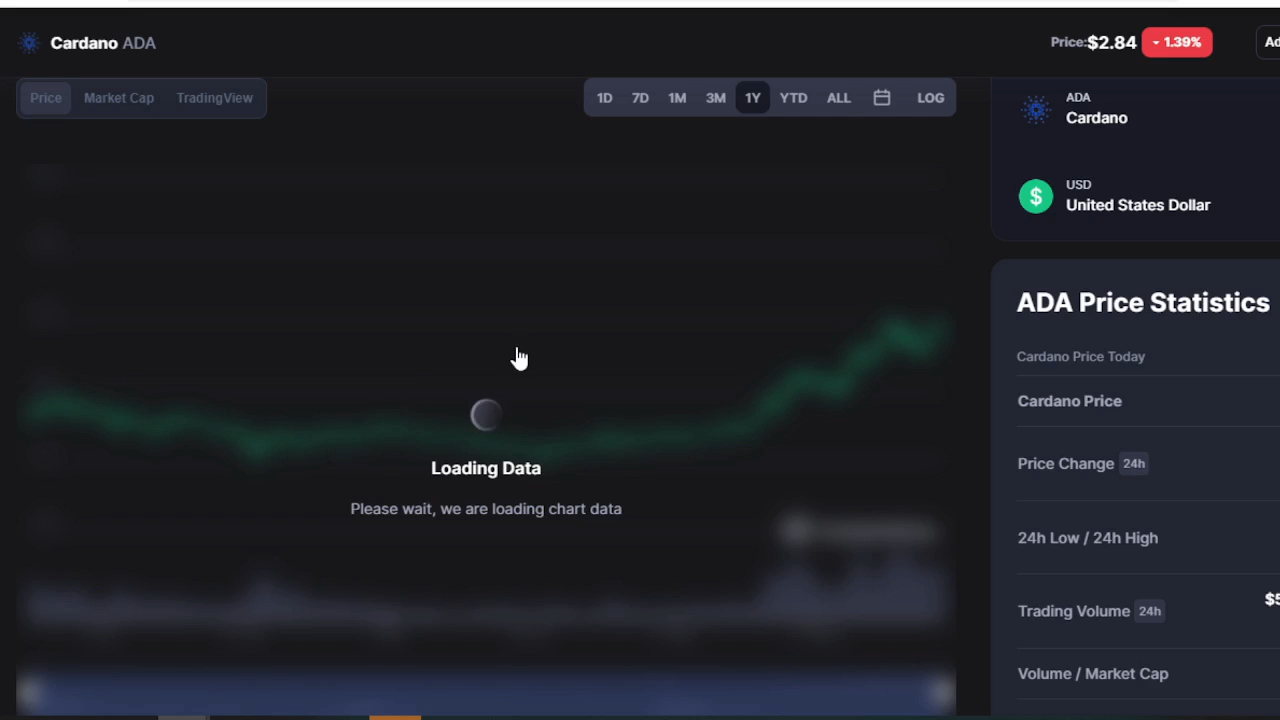 Cardano ADA
Price:$2.84 1.39%
Ad
Price Market Cap TradingView
1D 7D 1M 3M 1Y YTD ALL LOG
Loading Data
Please wait, we are loading chart data
ADA
Cardano
$
USD
United States Dollar
ADA Price Statistics
Cardano Price Today
Cardano Price
Price Change 24h
24h Low / 24h High
Trading Volume 24h
$5
Volume / Market Cap